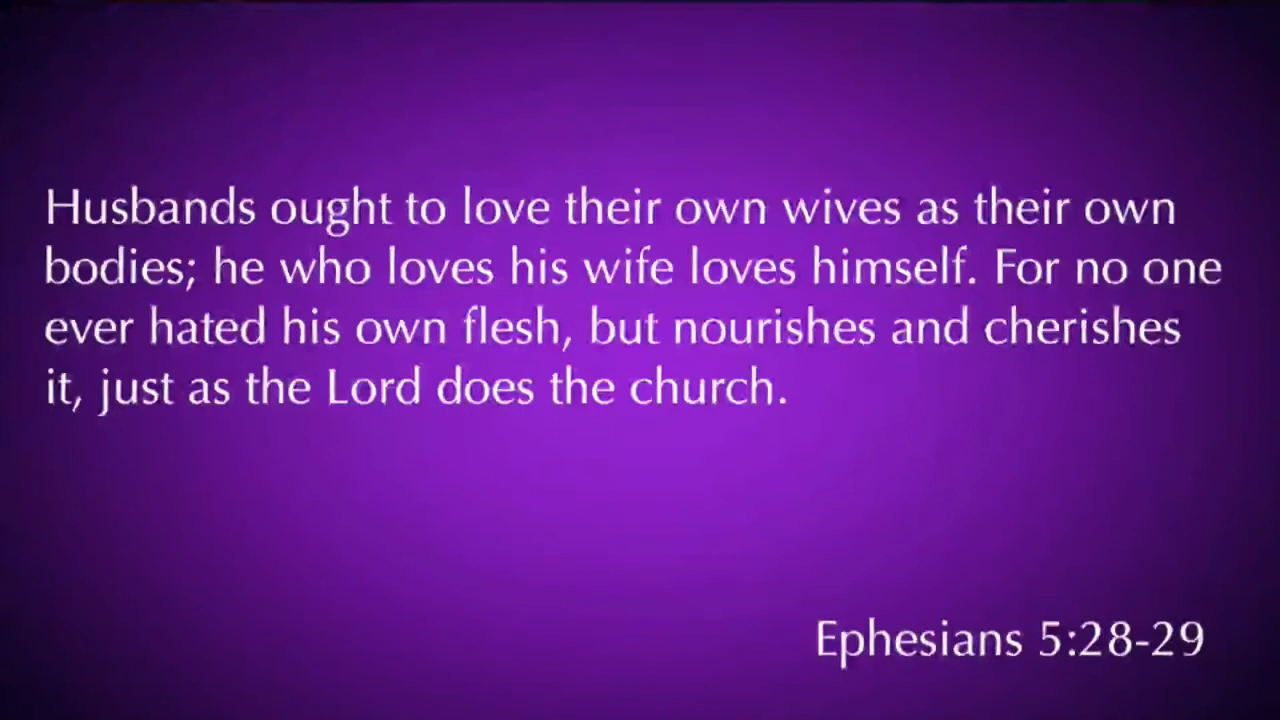 Husbands ought to love their own wives as their own
bodies; he who loves his wife loves himself. For no one
ever hated his own flesh, but nourishes and cherishes
it, just as the Lord does the church.
Ephesians 5:28-29